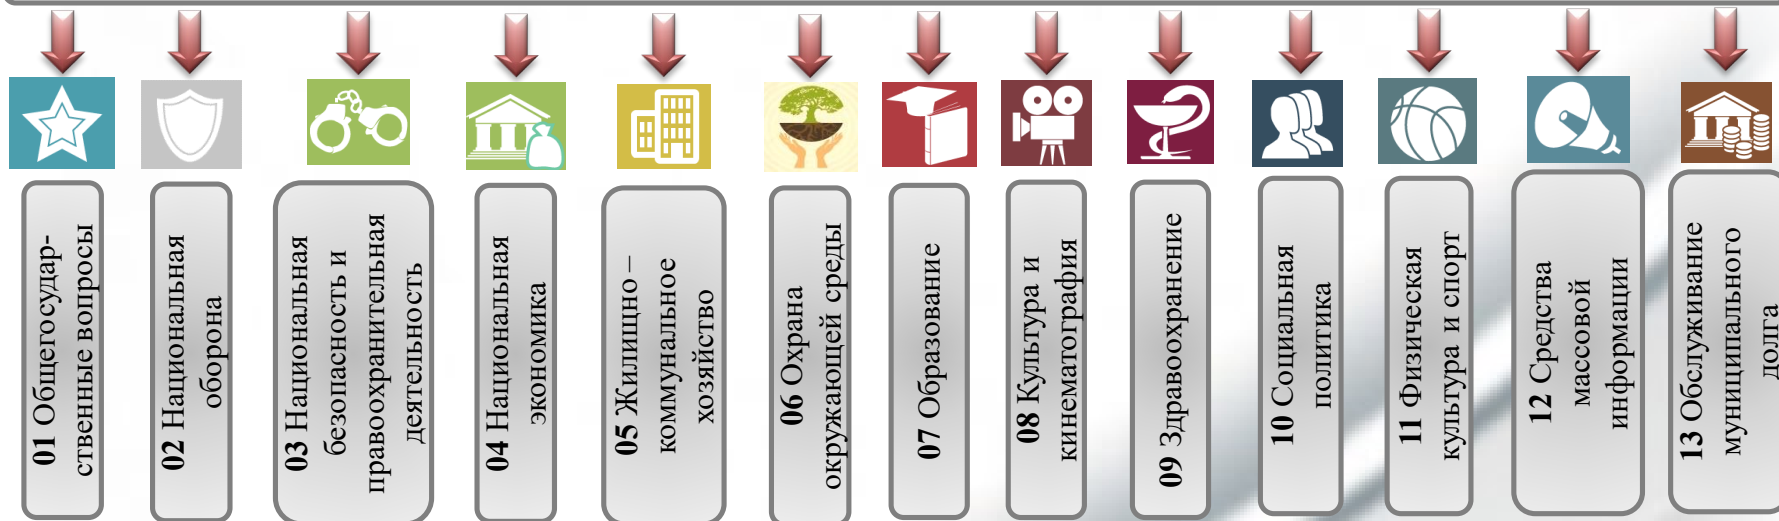 01 Общегосудар-
ственные вопросы
02 Национальная
оборона
03 Национальная
безопасность и
правоохранительная
деятельность
04 Национальная
экономика
05 Жилищно –
коммунальное
хозяйство
06 Охрана
окружающей среды
07 Образование
08 Культура и
кинематография
09 Здравоохранение
10 Социальная
политика
11 Физическая
культура и спорт
12 Средства
массовой
информации
13 Обслуживание
муниципального
долга